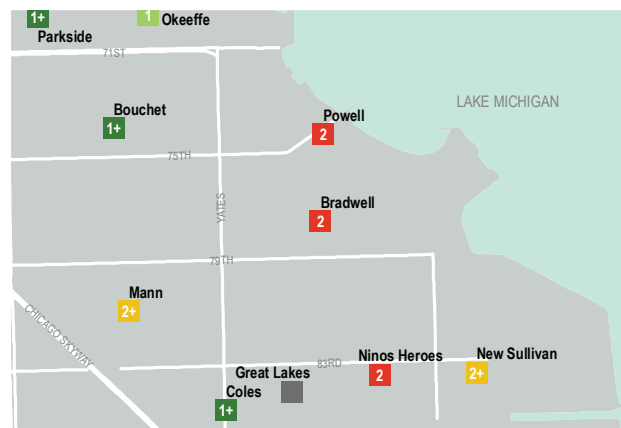 1+
1
Okeeffe
Parkside
71ST
Bouchet
1+
LAKE MICHIGAN
Powell
2
75TH
YATES
Bradwell
2
79TH
Mann
2+
CHICAGO SKYWAY
83RD
Ninos Heroes
2
New Sullivan
2+
Great Lakes
Coles
1+